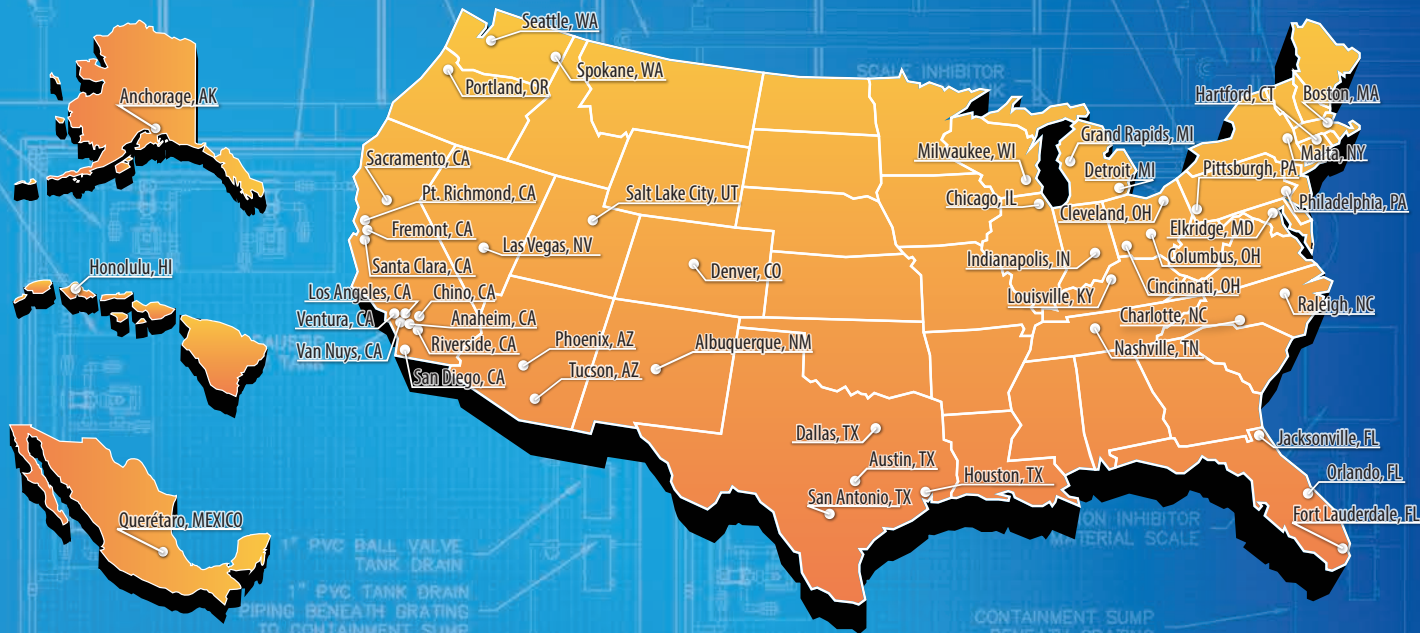 Seattle, WA
Spokane, WA
Portland, OR
Anchorage, AK
Sacramento, CA
Pt. Richmond, CA
Fremont, CA
Santa Clara, CA
Salt Lake City, UT
Las Vegas, NV
Denver, CO
Honolulu, HI
Los Angeles, CA
Chino, CA
Ventura, CA
Anaheim, CA
Van Nuys, CA
Riverside, CA
San Diego, CA
Phoenix, AZ
Tucson, AZ
Albuquerque, NM
Dallas, TX
Austin, TX
San Antonio, TX
Houston, TX
Milwaukee, WI
Chicago, IL
Grand Rapids, MI
Detroit, MI
Cleveland, OH
Indianapolis, IN
Louisville, KY
Hartford, CT
Boston, MA
Malta, NY
Pittsburgh, PA
Philadelphia, PA
Elkridge, MD
Columbus, OH
Cincinnati, OH
Raleigh, NC
Charlotte, NC
Nashville, TN
Jacksonville, FL
Orlando, FL
Fort Lauderdale, FL
Querétaro, MEXICO
SCALE INHIBITOR
TANK
1" PVC BALL VALVE
TANK DRAIN
1" PVC TANK DRAIN
PIPING BENEATH GRATING
TO CONTAINMENT SUMP
INHIBITOR
MATERIAL SCALE
CONTAINMENT SUMP
BENEATH GRATING